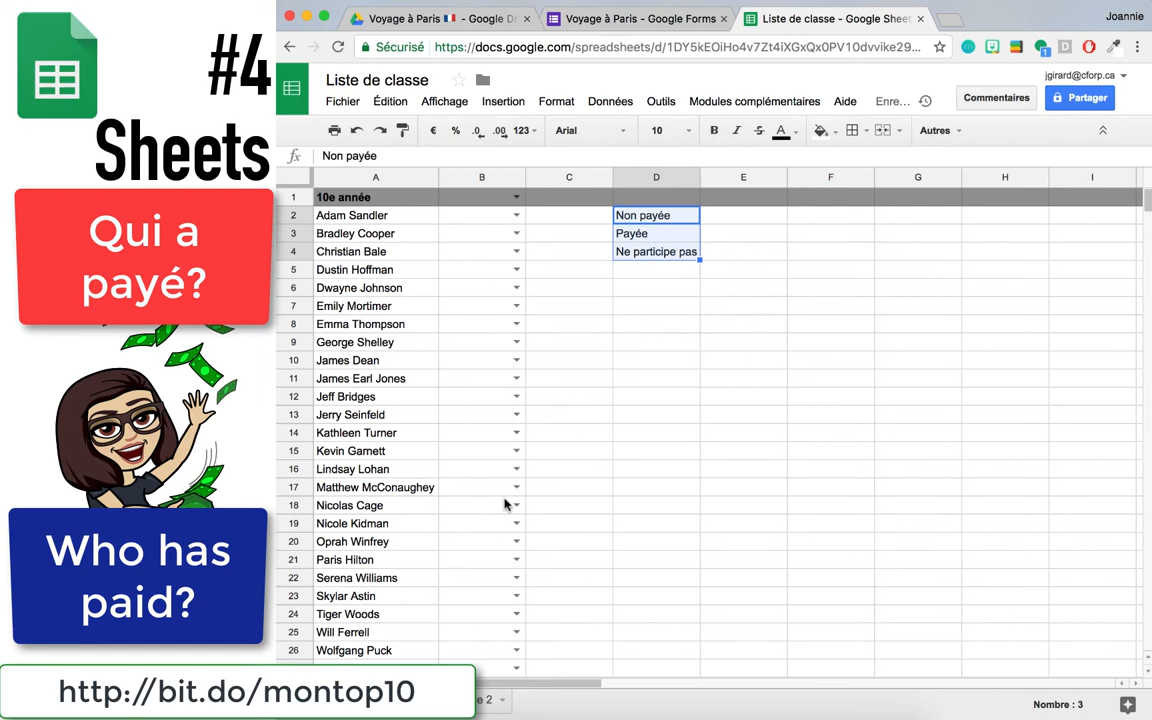 #4
Sheets
Qui a
payé?
Who has
paid?
http://bit.do/montop10
Voyage à Paris - Google Dr
Voyage à Paris - Google Forms
Liste de classe - Google Sheet
Joannie
Sécurisé https://docs.google.com/spreadsheets/d/1DY5kEOiHo4v7Zt4iXGxQx0PV10dvvike29...
Liste de classe
jgirard@cforp.ca
Fichier Édition Affichage Insertion Format Données Outils Modules complémentaires Aide Enre...
Commentaires
Partager
€ % .0 .00 123 Arial 10 B I S A Autres
fx Non payée
A B C D E F G H I
1 10e année
2 Adam Sandler Non payée
3 Bradley Cooper Payée
4 Christian Bale Ne participe pas
5 Dustin Hoffman
6 Dwayne Johnson
7 Emily Mortimer
8 Emma Thompson
9 George Shelley
10 James Dean
11 James Earl Jones
12 Jeff Bridges
13 Jerry Seinfeld
14 Kathleen Turner
15 Kevin Garnett
16 Lindsay Lohan
17 Matthew McConaughey
18 Nicolas Cage
19 Nicole Kidman
20 Oprah Winfrey
21 Paris Hilton
22 Serena Williams
23 Skylar Astin
24 Tiger Woods
25 Will Ferrell
26 Wolfgang Puck
e 2
Nombre : 3